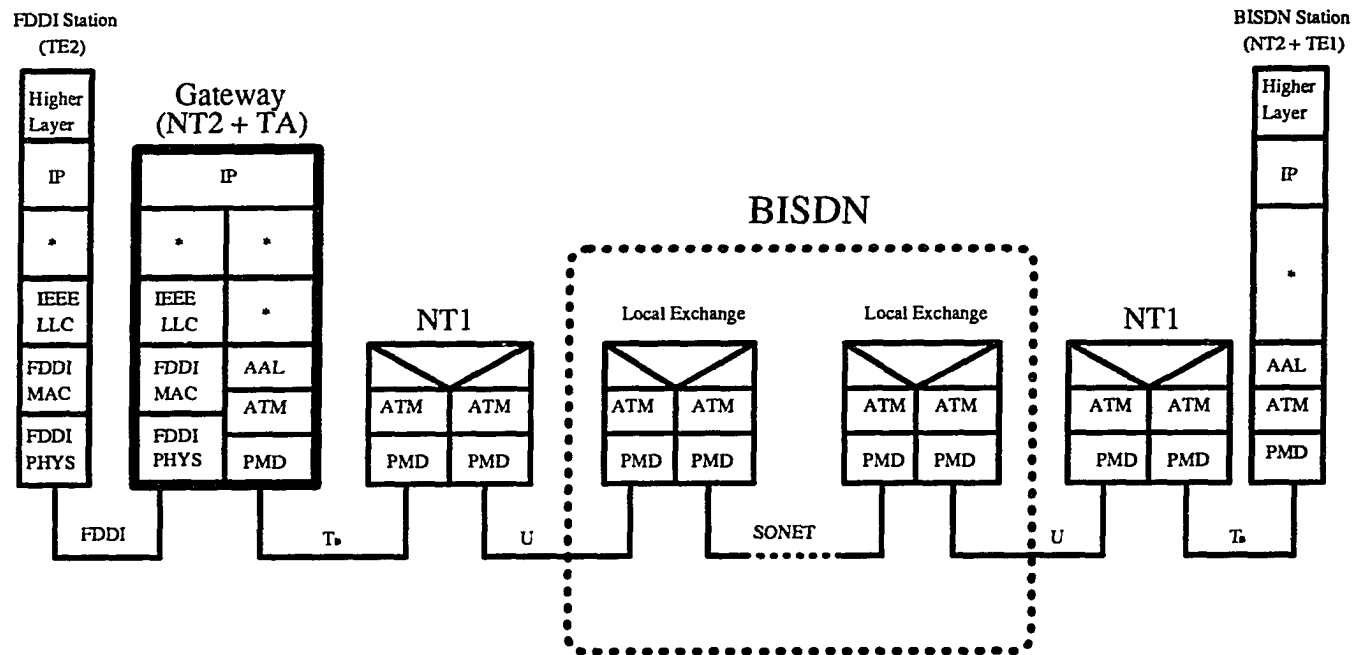 FDDI Station
(TE2)
Higher
Layer
IP
*
IEEE
LLC
FDDI
MAC
FDDI
PHYS
Gateway
(NT2 + TA)
IP
*
*
IEEE
LLC
*
FDDI
MAC
AAL
ATM
FDDI
PHYS
PMD
FDDI
TB
NT1
ATM
ATM
PMD
PMD
U
BISDN
Local Exchange
ATM
ATM
PMD
PMD
SONET
Local Exchange
ATM
ATM
PMD
PMD
U
NT1
ATM
ATM
PMD
PMD
TB
BISDN Station
(NT2 + TE1)
Higher
Layer
IP
*
AAL
ATM
PMD